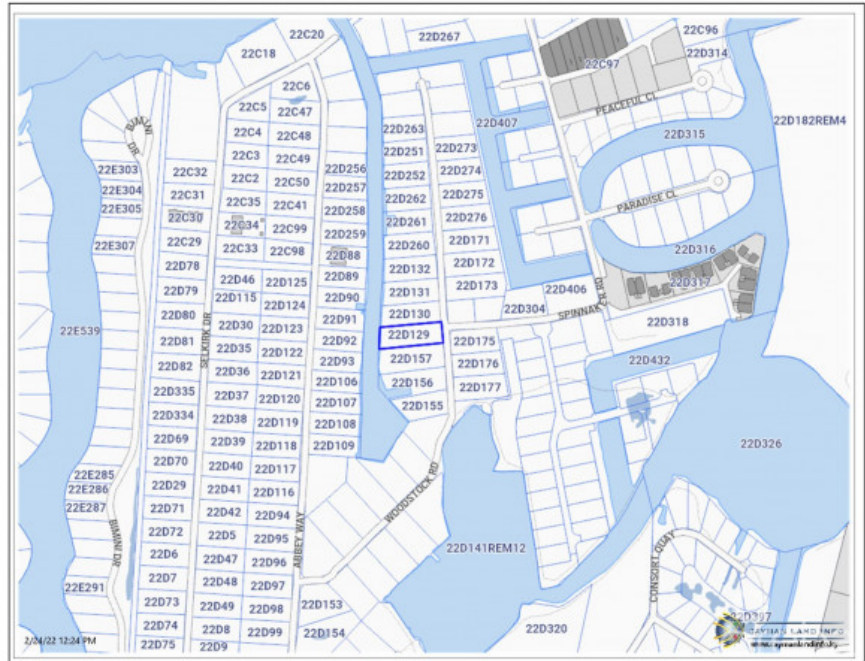 22C20
22C18
22D267
22C96
22D314
22C97
22C6
22C5
22C47
PEACEFUL CL
22C4
22C48
22D263
22D407
22D182REM4
BIMINI DR
22C3
22C49
22D251
22D273
22D315
22E303
22C32
22C2
22D256
22D252
22D274
22E304
22C31
22C50
22D257
22D262
22D275
PARADISE CL
22E305
22C30
22C35
22C41
22D258
22D261
22D276
22C34
22C99
22D259
22E307
22C29
22C33
22C98
22D260
22D171
22D316
22D78
22D88
22D132
22D172
22D79
22D46
22D125
22D89
22D131
22D173
22D406
22D317
22D115
22D124
22D90
22D130
22D304
22D80
22D30
22D123
22D91
22D129
22D318
22E539
22D81
SELKIRK DR
22D35
22D122
22D92
22D175
22D82
22D36
22D121
22D93
22D157
22D176
22D432
22D335
22D37
22D120
22D106
22D156
22D177
22D334
22D38
22D119
22D107
22D155
22D69
22D39
22D118
22D108
22D109
22D326
22D70
22D40
22D117
22E285
22D29
22D41
22D116
22E286
22E287
22D71
22D42
22D94
WOODSTOCK RD
22D72
22D5
22D95
ABBEY WAY
BIMINI DR
22D6
22D47
22D96
22D141REM12
22E291
22D7
22D48
22D97
CONSORT QUAY
22D73
22D49
22D98
22D153
22D397
22D74
22D8
22D99
22D154
22D320
2/24/22 12:24 PM
22D75
22D9
CAYMAN LAND INFO
www.caymanlandinfo.ky